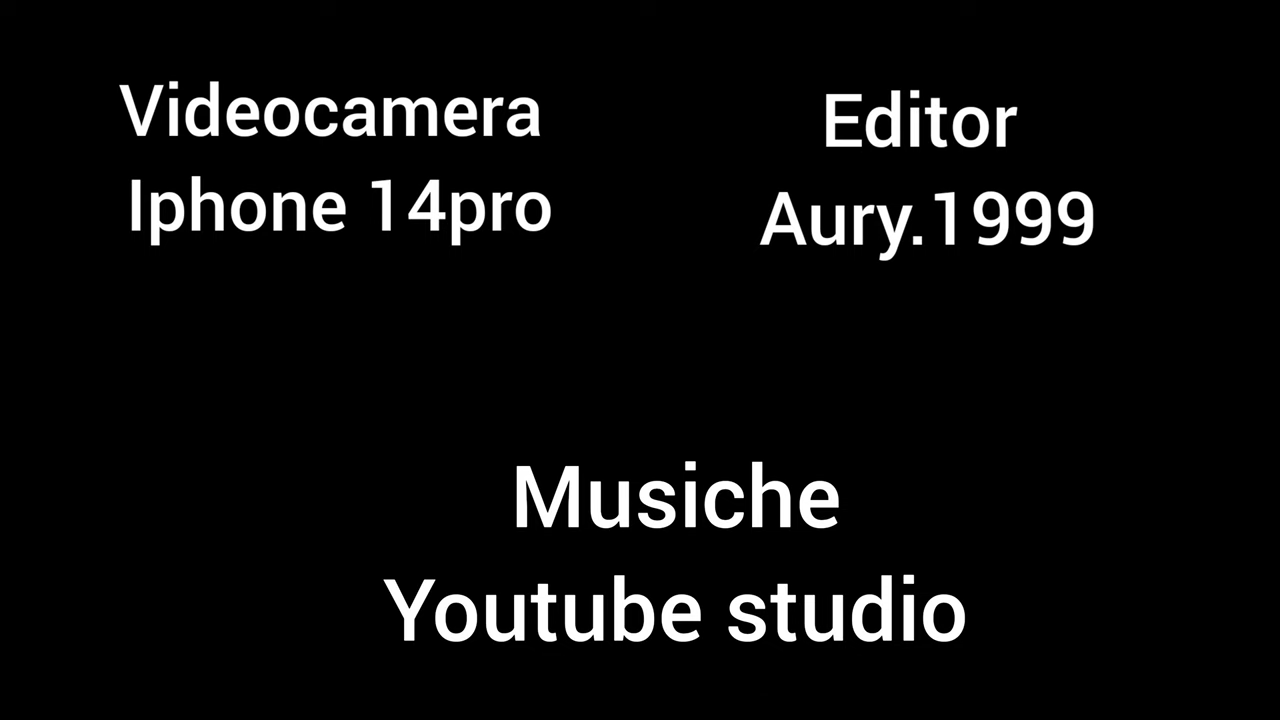 Videocamera
Iphone 14pro
Editor
Aury.1999
Musiche
Youtube studio